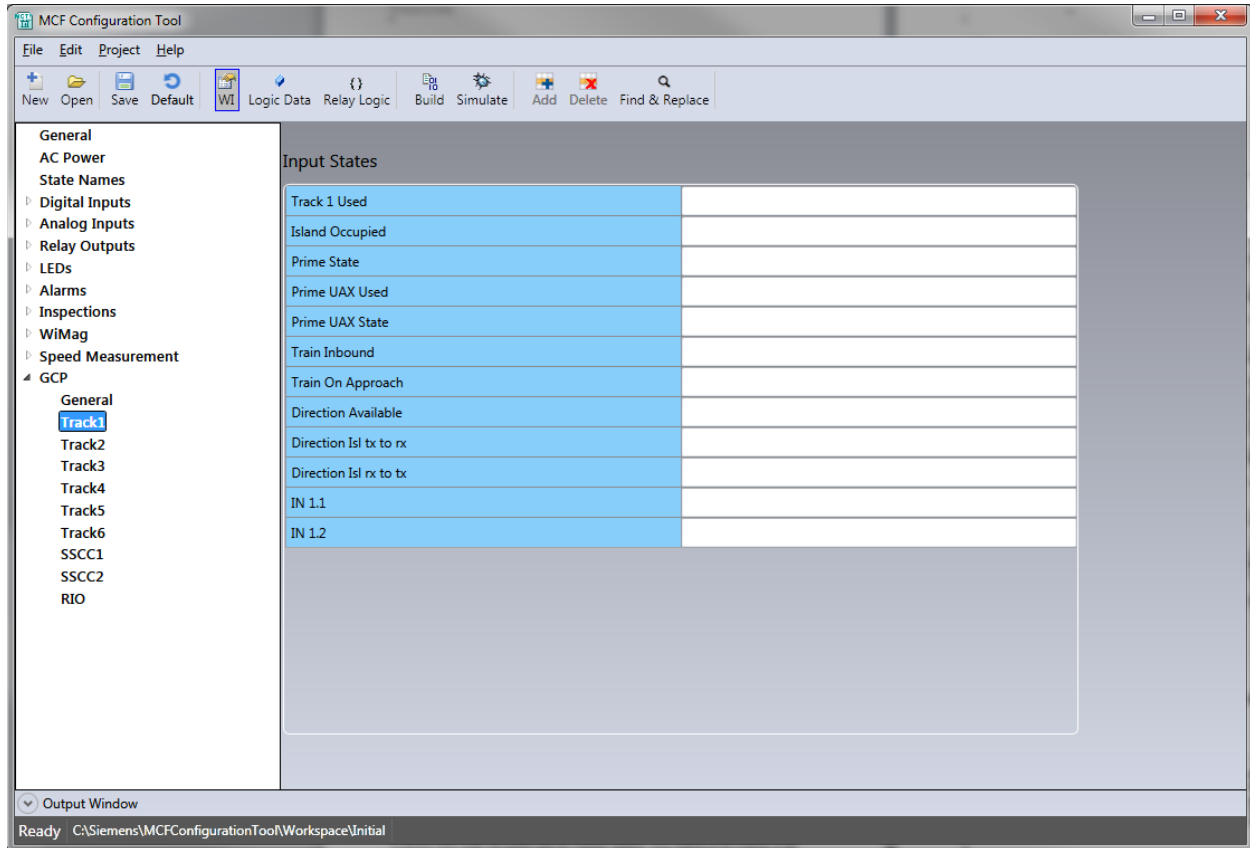 MCF Configuration Tool
File Edit Project Help
New Open Save Default WI Logic Data Relay Logic Build Simulate Add Delete Find & Replace
General
AC Power
State Names
Digital Inputs
Analog Inputs
Relay Outputs
LEDs
Alarms
Inspections
WiMag
Speed Measurement
GCP
General
Track1
Track2
Track3
Track4
Track5
Track6
SSCC1
SSCC2
RIO
Input States
Track 1 Used
Island Occupied
Prime State
Prime UAX Used
Prime UAX State
Train Inbound
Train On Approach
Direction Available
Direction Isl tx to rx
Direction Isl rx to tx
IN 1.1
IN 1.2
Output Window
Ready C:\Siemens\MCFConfigurationTool\Workspace\Initial